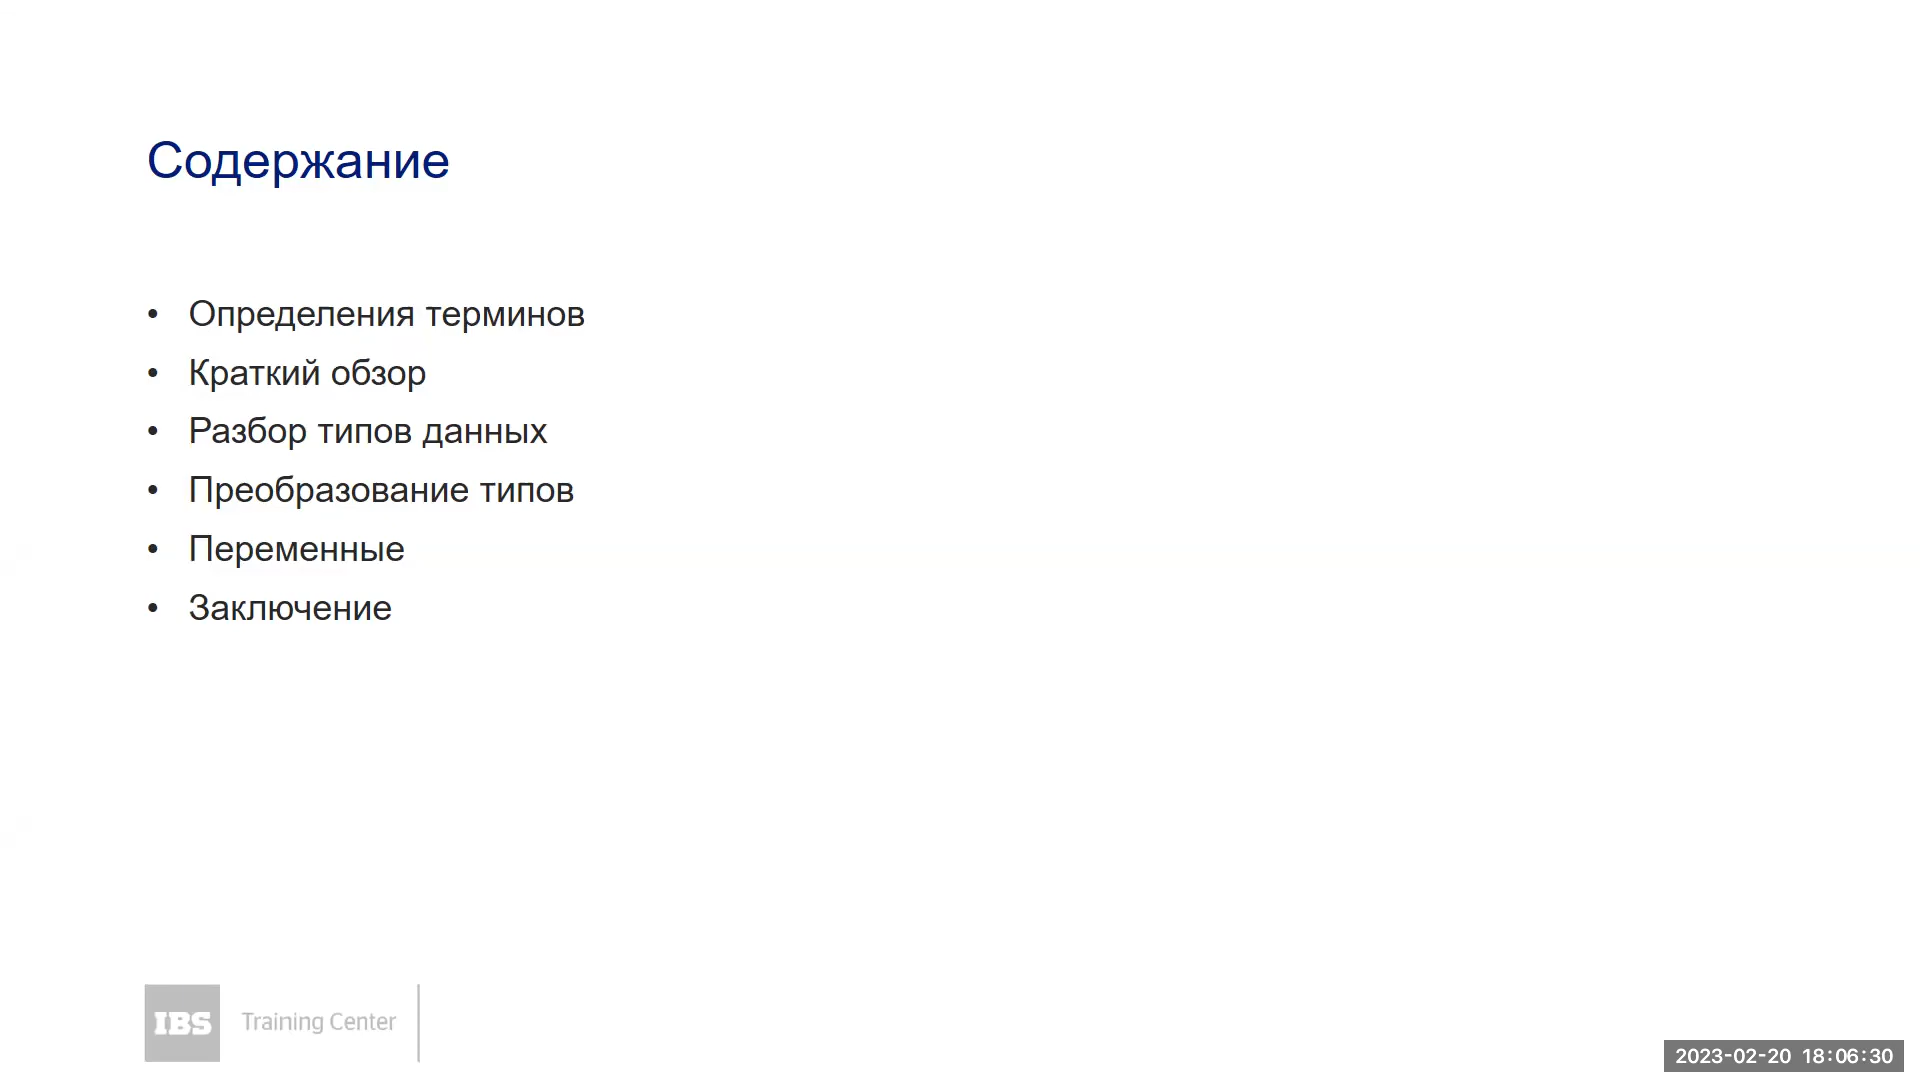 Содержание
• Определения терминов
• Краткий обзор
• Разбор типов данных
• Преобразование типов
• Переменные
• Заключение
IBS Training Center
2023-02-20 18:06:30